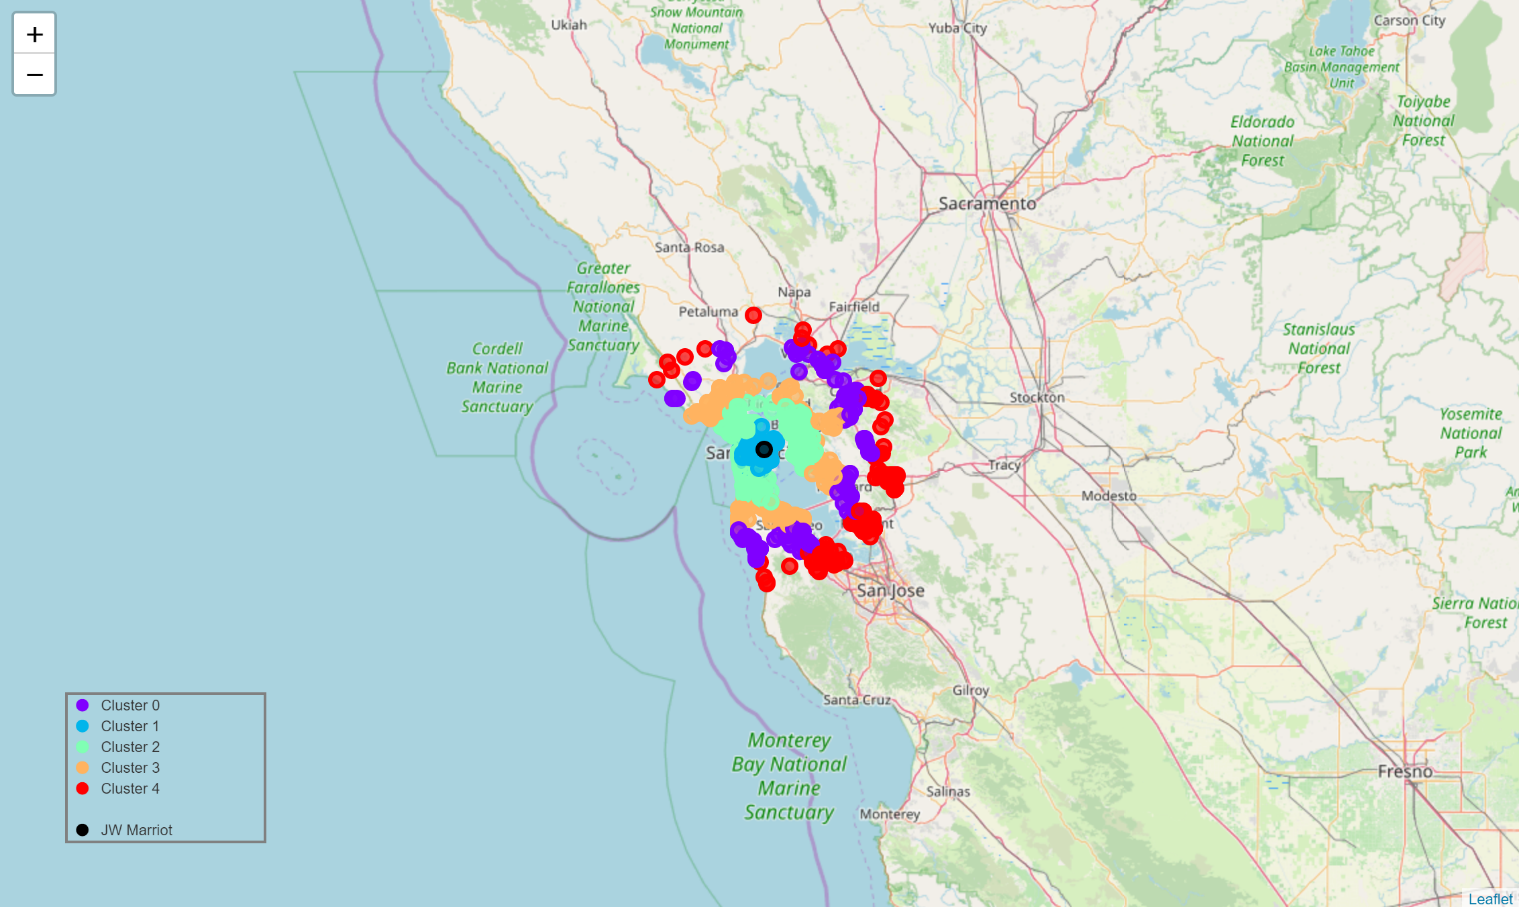 +
−
Ukiah
Snow Mountain
National
Monument
Yuba City
Carson City
Lake Tahoe
Basin Management
Unit
Toiyabe
National
Forest
Eldorado
National
Forest
Sacramento
Santa Rosa
Greater
Farallones
National
Marine
Sanctuary
Napa
Petaluma
Fairfield
Cordell
Bank National
Marine
Sanctuary
Stanislaus
National
Forest
Stockton
Yosemite
National
Park
Tracy
Modesto
San Jose
Sierra Natio
Forest
Santa Cruz
Gilroy
Monterey
Bay National
Marine
Sanctuary
Fresno
Salinas
Monterey
Cluster 0
Cluster 1
Cluster 2
Cluster 3
Cluster 4
JW Marriot
Leaflet